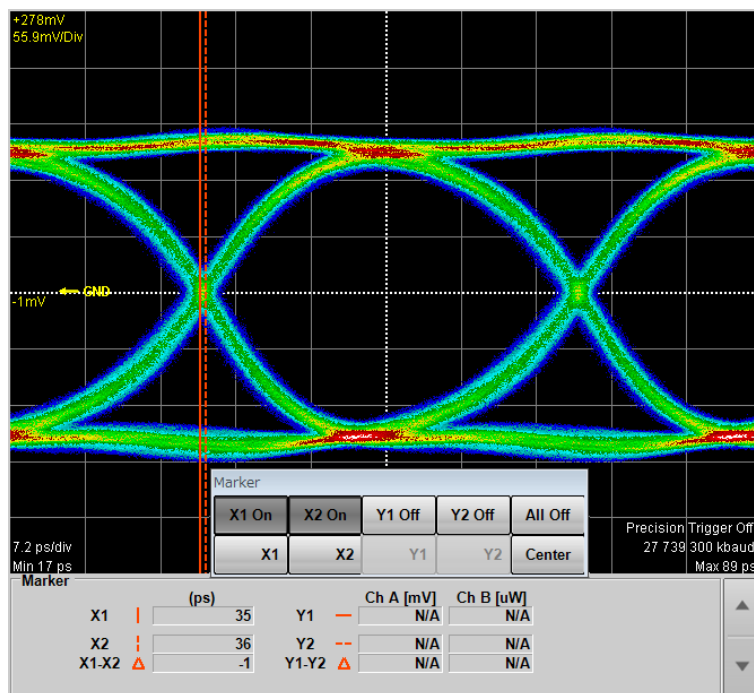 +278mV
55.9mV/Div
-1mV
GND
Marker
X1 On X2 On Y1 Off Y2 Off All Off
X1 X2 Y1 Y2 Center
Precision Trigger Off
7.2 ps/div 27 739 300 kbaud
Min 17 ps Max 89 ps
Marker
(ps) Ch A [mV] Ch B [uW]
X1 35 Y1 N/A N/A
X2 36 Y2 N/A N/A
X1-X2 Δ -1 Y1-Y2 Δ N/A N/A